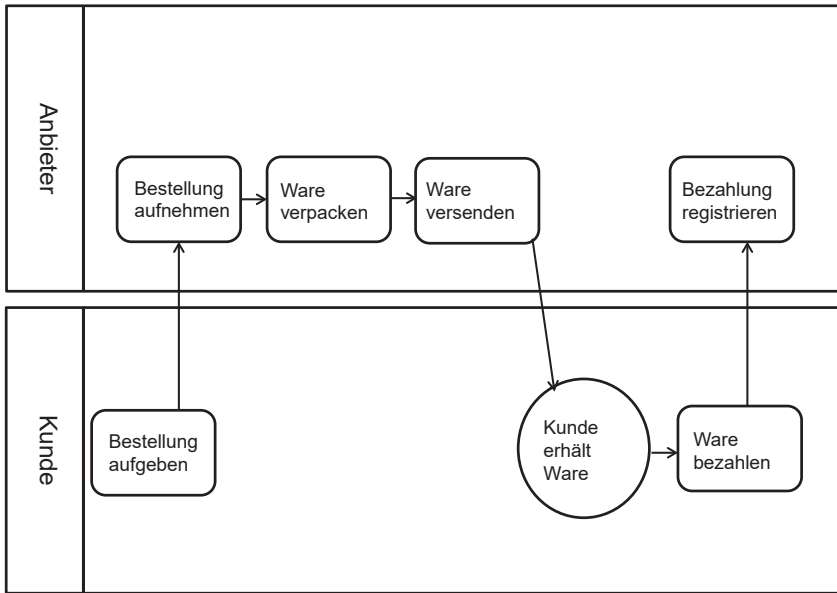 Anbieter
Bestellung
aufnehmen
Ware
verpacken
Ware
versenden
Bezahlung
registrieren
Kunde
Bestellung
aufgeben
Kunde
erhält
Ware
Ware
bezahlen